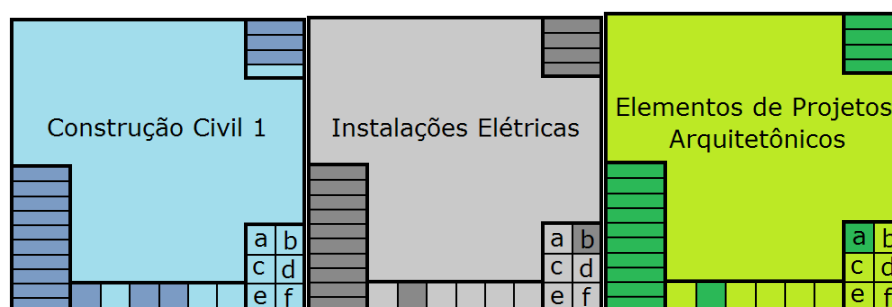 Construção Civil 1
a b
c d
e f
Instalações Elétricas
a b
c d
e f
Elementos de Projetos
Arquitetônicos
a b
c d
e f